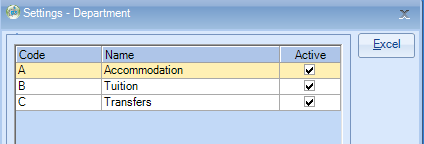 Settings - Department
Excel
Code Name Active
A Accommodation
B Tuition
C Transfers